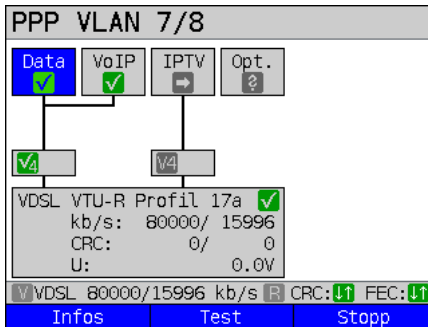 PPP VLAN 7/8
Data VoIP IPTV Opt.
V4 V4
VDSL VTU-R Profil 17a
kb/s: 80000/ 15996
CRC: 0/ 0
U: 0.0V
V VDSL 80000/15996 kb/s R CRC: FEC:
Infos Test Stopp